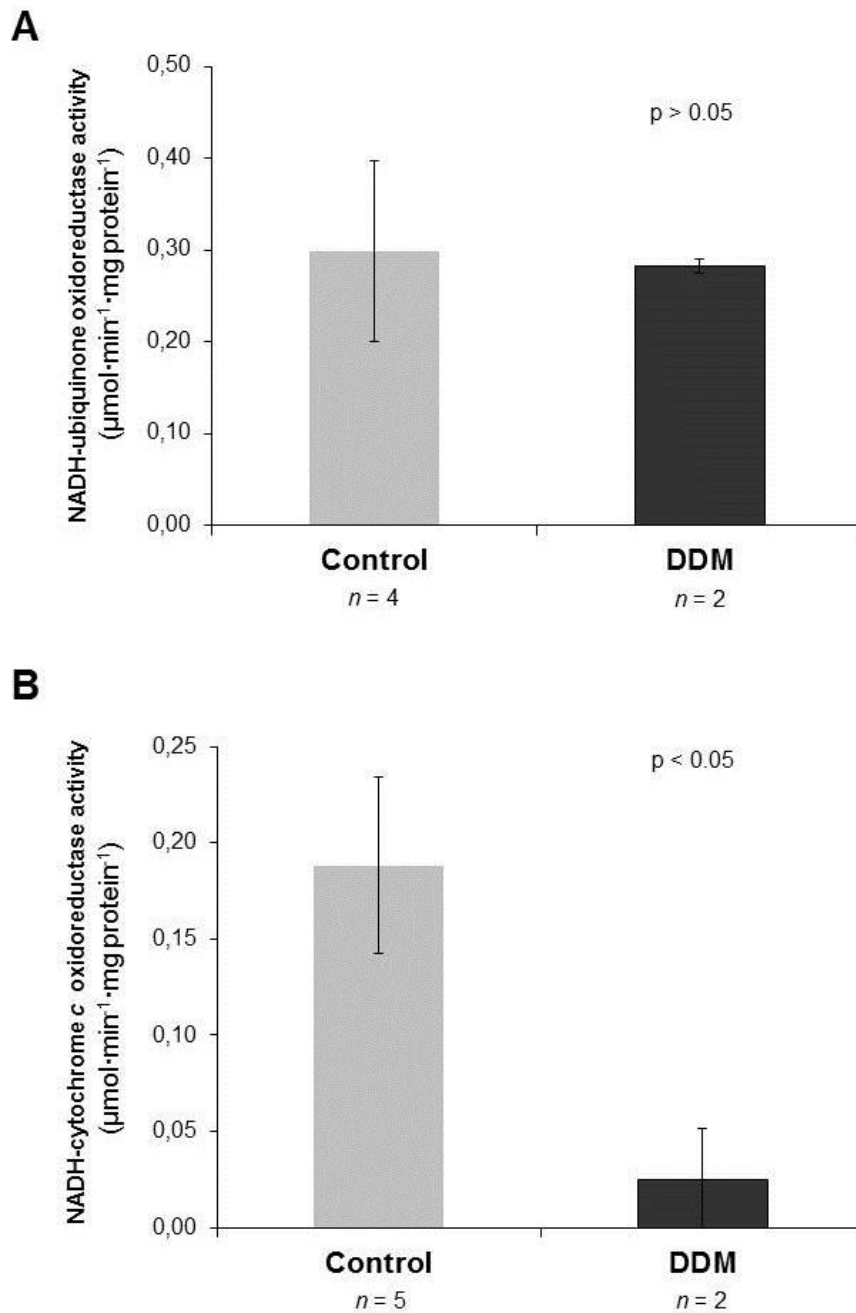 A
NADH-ubiquinone oxidoreductase activity
(µmol·min⁻¹·mg protein⁻¹)
0,50
0,40
0,30
0,20
0,10
0,00
p > 0.05
Control
n = 4
DDM
n = 2
B
NADH-cytochrome c oxidoreductase activity
(µmol·min⁻¹·mg protein⁻¹)
0,25
0,20
0,15
0,10
0,05
0,00
p < 0.05
Control
n = 5
DDM
n = 2